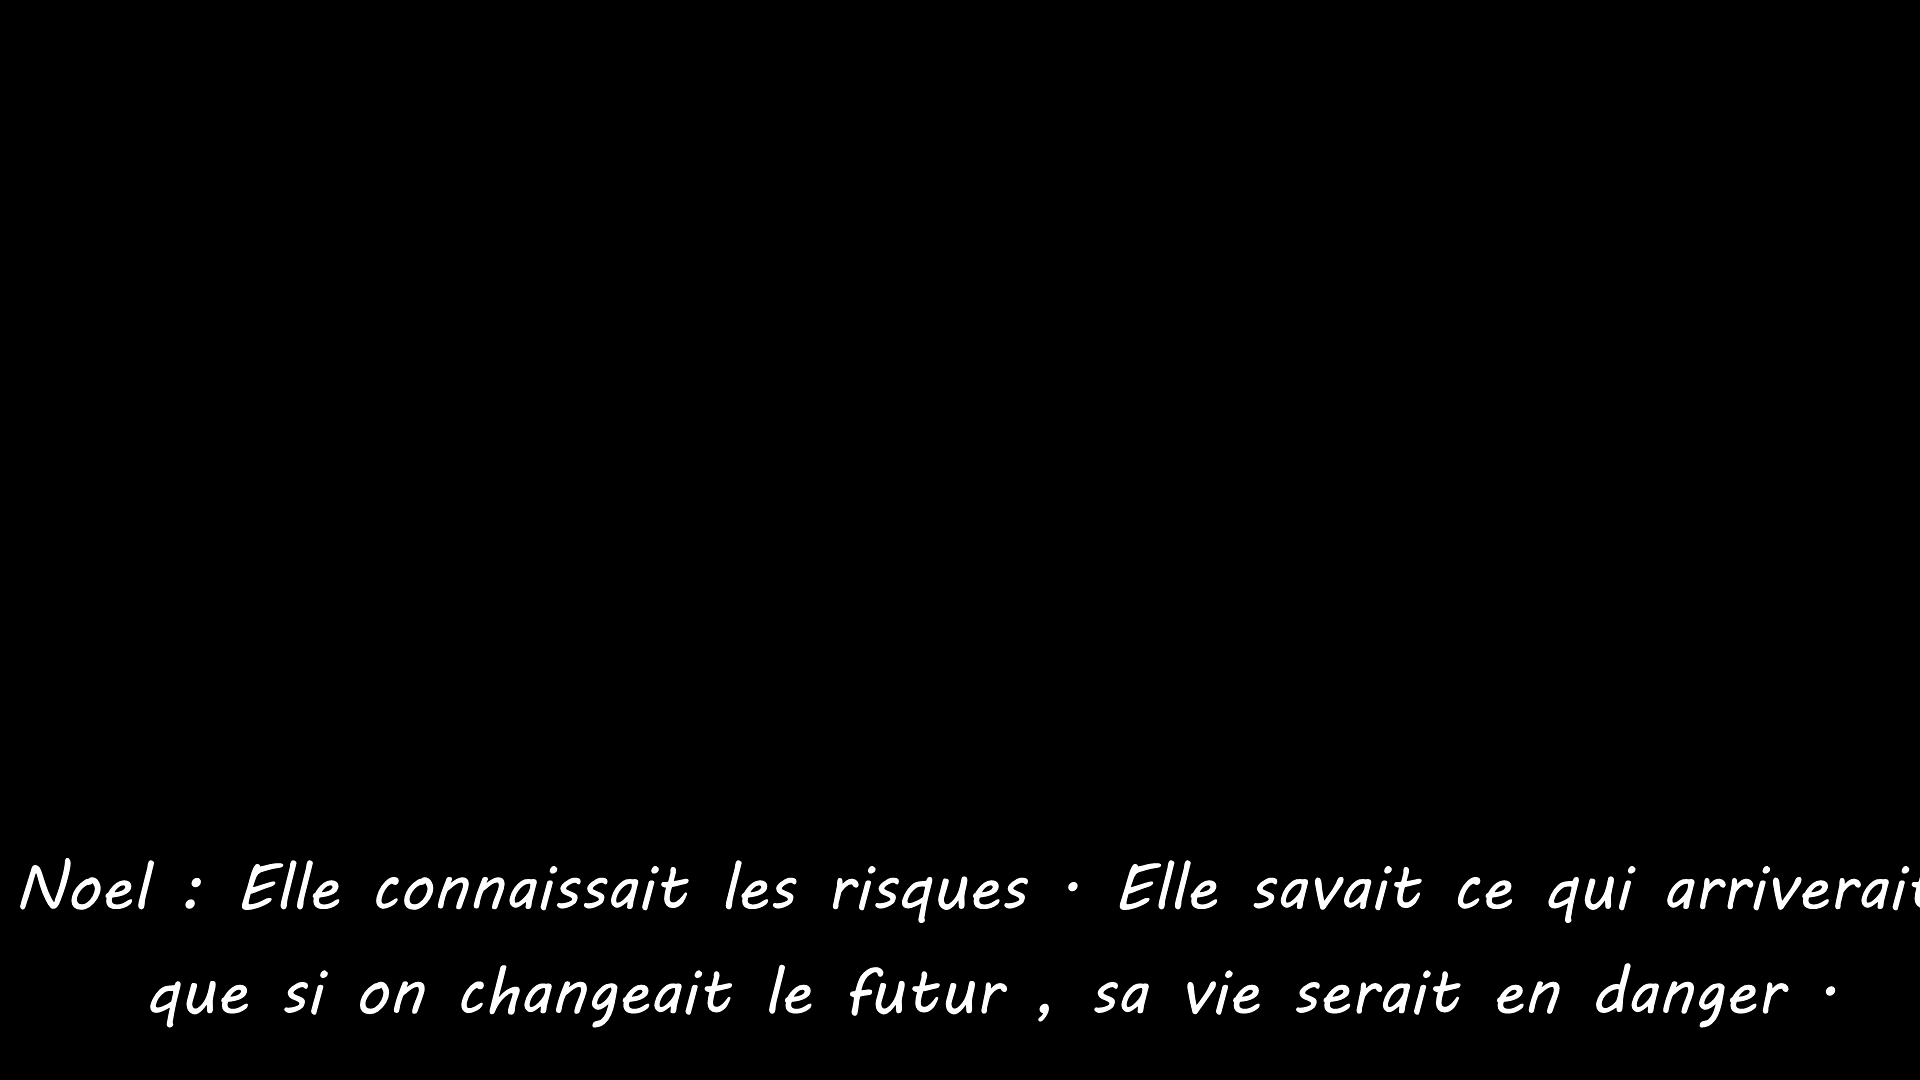 Noel : Elle connaissait les risques . Elle savait ce qui arriverait
que si on changeait le futur , sa vie serait en danger .